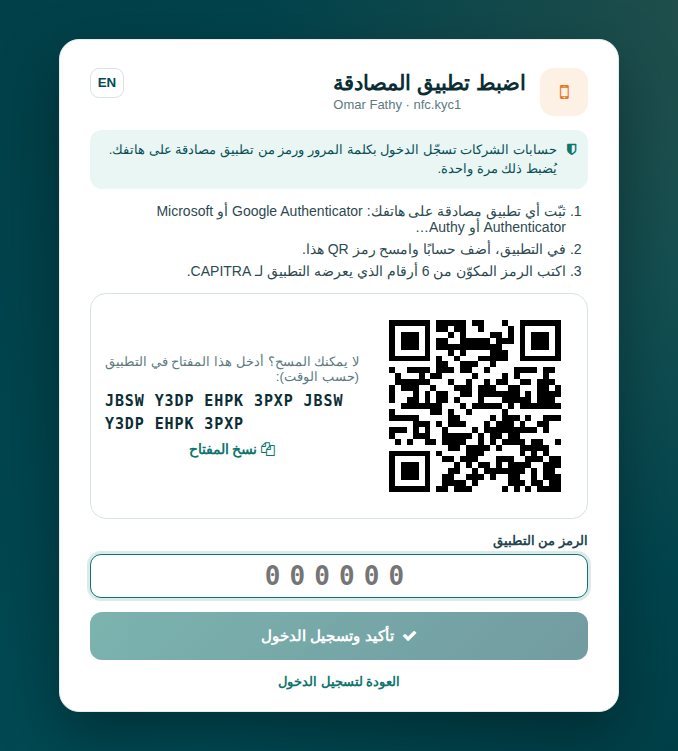 اضبط تطبيق المصادقة
Omar Fathy · nfc.kyc1
EN
حسابات الشركات تسجّل الدخول بكلمة المرور ورمز من تطبيق مصادقة على هاتفك.
يُضبط ذلك مرة واحدة.
1. ثبّت أي تطبيق مصادقة على هاتفك: Google Authenticator أو Microsoft
Authenticator أو Authy…
2. في التطبيق، أضف حسابًا وامسح رمز QR هذا.
3. اكتب الرمز المكوّن من 6 أرقام الذي يعرضه التطبيق لـ CAPITRA.
لا يمكنك المسح؟ أدخل هذا المفتاح في التطبيق
(حسب الوقت):
JBSW Y3DP EHPK 3PXP JBSW
Y3DP EHPK 3PXP
نسخ المفتاح
الرمز من التطبيق
000000
تأكيد وتسجيل الدخول
العودة لتسجيل الدخول